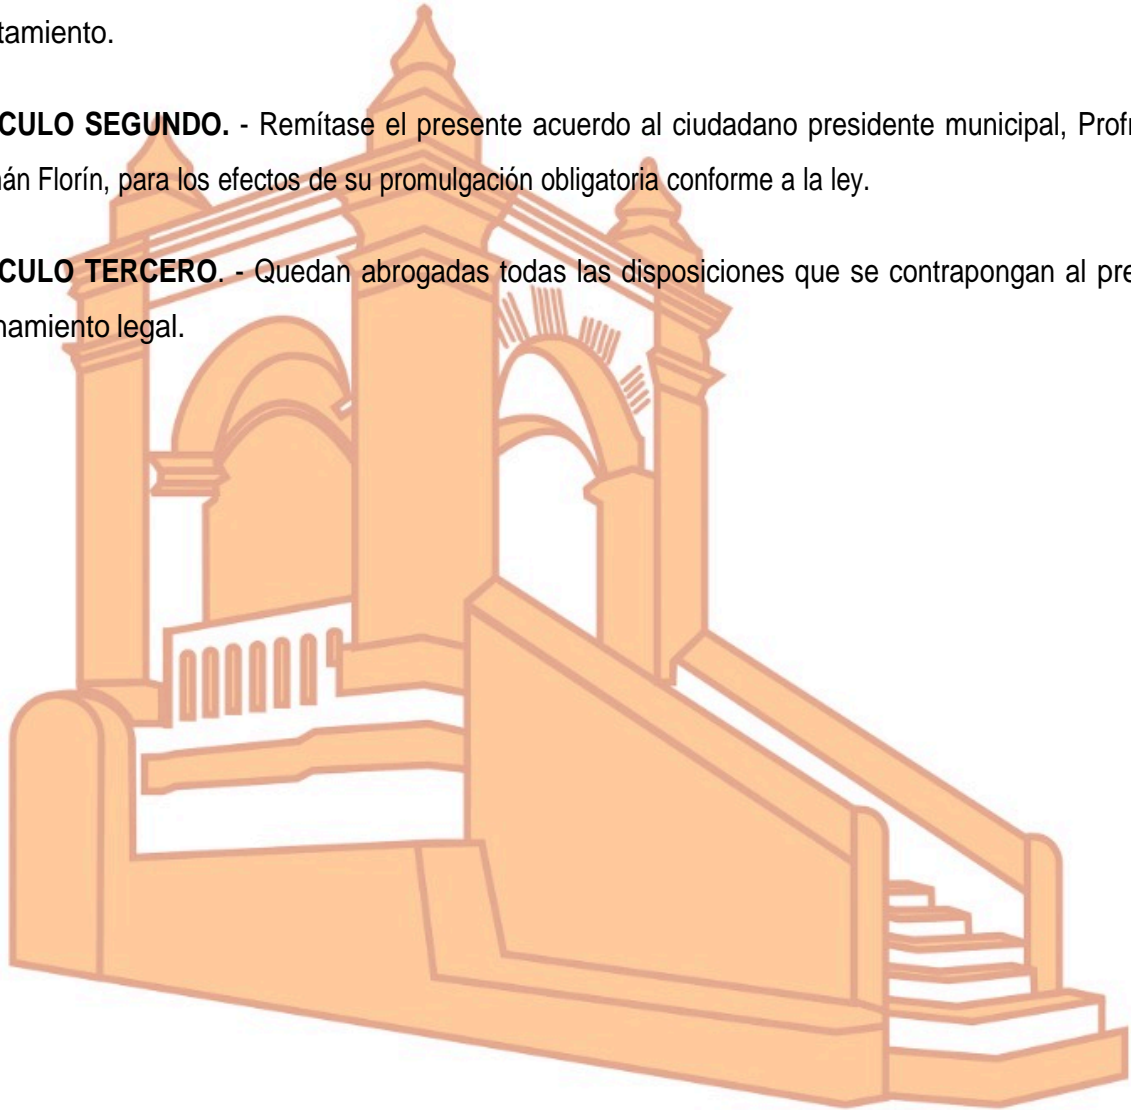 tamiento.
CULO SEGUNDO. - Remítase el presente acuerdo al ciudadano presidente municipal, Profr
án Florín, para los efectos de su promulgación obligatoria conforme a la ley.
CULO TERCERO. - Quedan abrogadas todas las disposiciones que se contrapongan al pre
namiento legal.